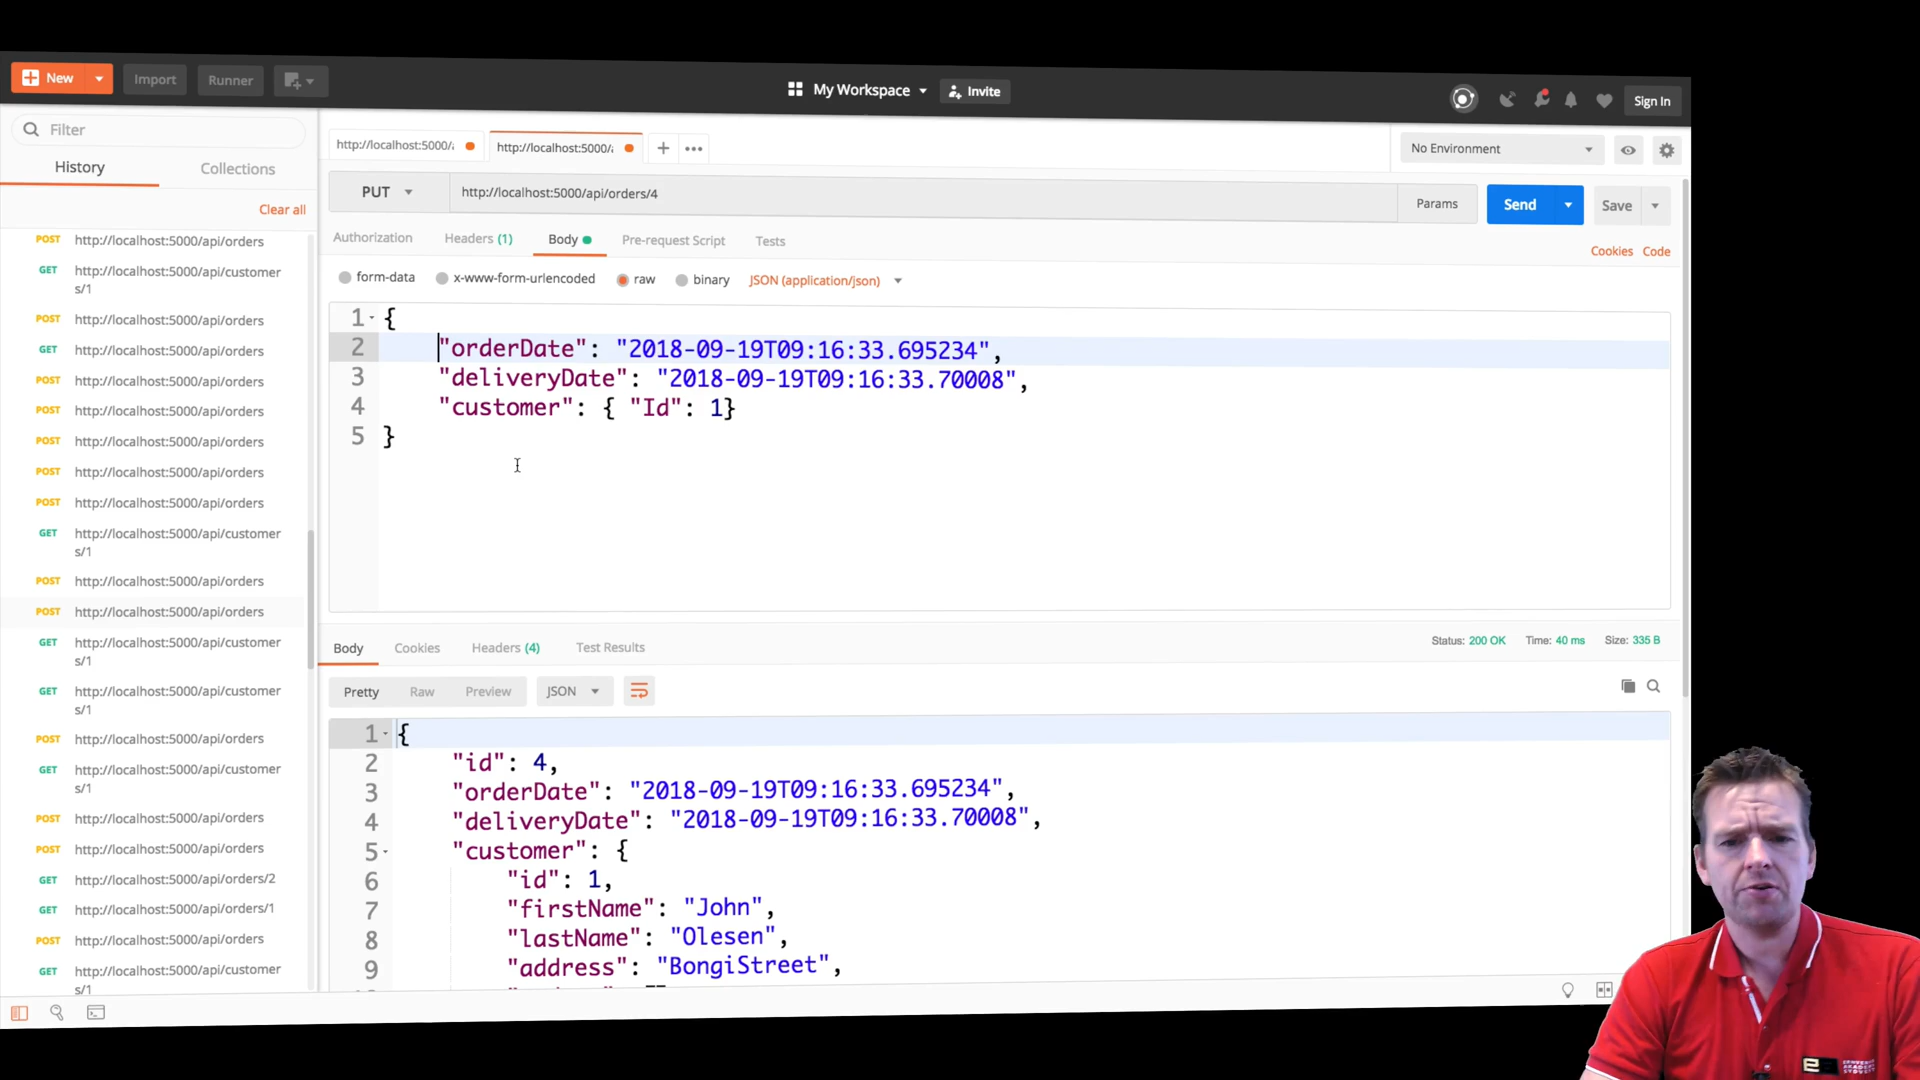 New
Import
Runner
My Workspace
Invite
Sign In
Filter
History
Collections
Clear all
POST http://localhost:5000/api/orders
GET http://localhost:5000/api/customer
s/1
POST http://localhost:5000/api/orders
GET http://localhost:5000/api/orders
POST http://localhost:5000/api/orders
POST http://localhost:5000/api/orders
POST http://localhost:5000/api/orders
POST http://localhost:5000/api/orders
POST http://localhost:5000/api/orders
GET http://localhost:5000/api/customer
s/1
POST http://localhost:5000/api/orders
POST http://localhost:5000/api/orders
GET http://localhost:5000/api/customer
s/1
GET http://localhost:5000/api/customer
s/1
POST http://localhost:5000/api/orders
GET http://localhost:5000/api/customer
s/1
POST http://localhost:5000/api/orders
POST http://localhost:5000/api/orders
GET http://localhost:5000/api/orders/2
GET http://localhost:5000/api/orders/1
POST http://localhost:5000/api/orders
GET http://localhost:5000/api/customer
s/1
http://localhost:5000/
http://localhost:5000/
No Environment
PUT http://localhost:5000/api/orders/4
Params
Send
Save
Authorization
Headers (1)
Body
Pre-request Script
Tests
Cookies
Code
form-data
x-www-form-urlencoded
raw
binary
JSON (application/json)
1 {
2 "orderDate": "2018-09-19T09:16:33.695234",
3 "deliveryDate": "2018-09-19T09:16:33.70008",
4 "customer": { "Id": 1}
5 }
Body
Cookies
Headers (4)
Test Results
Status: 200 OK
Time: 40 ms
Size: 335 B
Pretty
Raw
Preview
JSON
1 {
2 "id": 4,
3 "orderDate": "2018-09-19T09:16:33.695234",
4 "deliveryDate": "2018-09-19T09:16:33.70008",
5 "customer": {
6 "id": 1,
7 "firstName": "John",
8 "lastName": "Olesen",
9 "address": "BongiStreet",